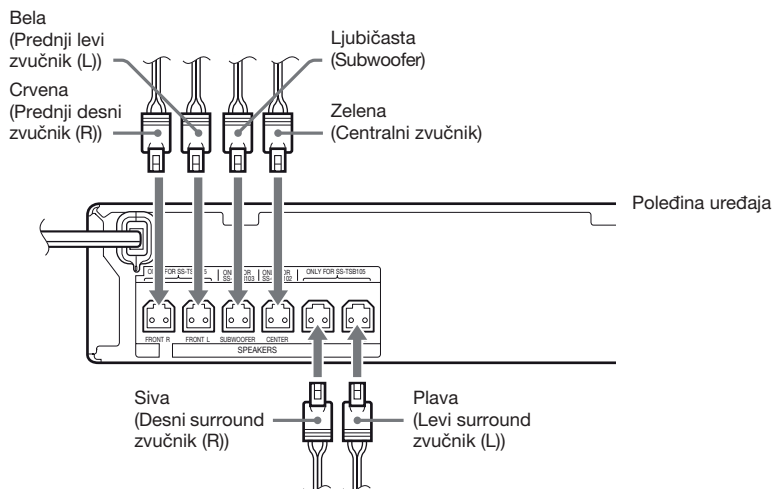 Bela
(Prednji levi
zvučnik (L))
Crvena
(Prednji desni
zvučnik (R))
Ljubičasta
(Subwoofer)
Zelena
(Centralni zvučnik)
Poleđina uređaja
ONLY FOR SS-TSB105
FRONT R FRONT L SUBWOOFER CENTER
SPEAKERS
Siva
(Desni surround
zvučnik (R))
Plava
(Levi surround
zvučnik (L))